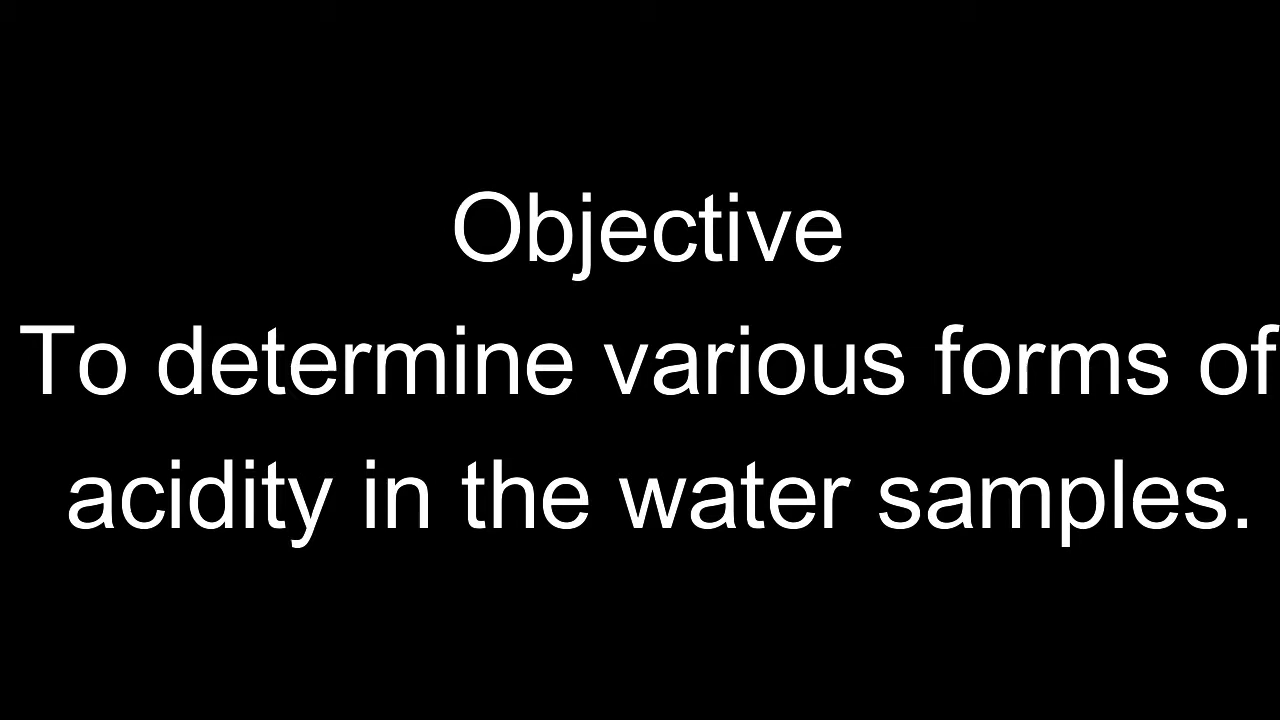 Objective
To determine various forms of
acidity in the water samples.